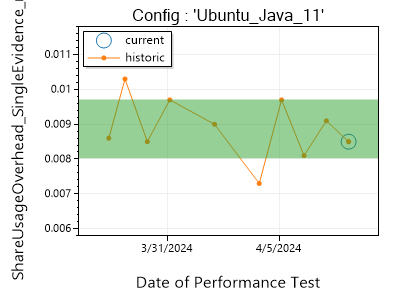 Config : 'Ubuntu_Java_11'
current
historic
0.011
0.01
0.009
0.008
0.007
0.006
3/31/2024
4/5/2024
Date of Performance Test
ShareUsageOverhead_SingleEvidence_